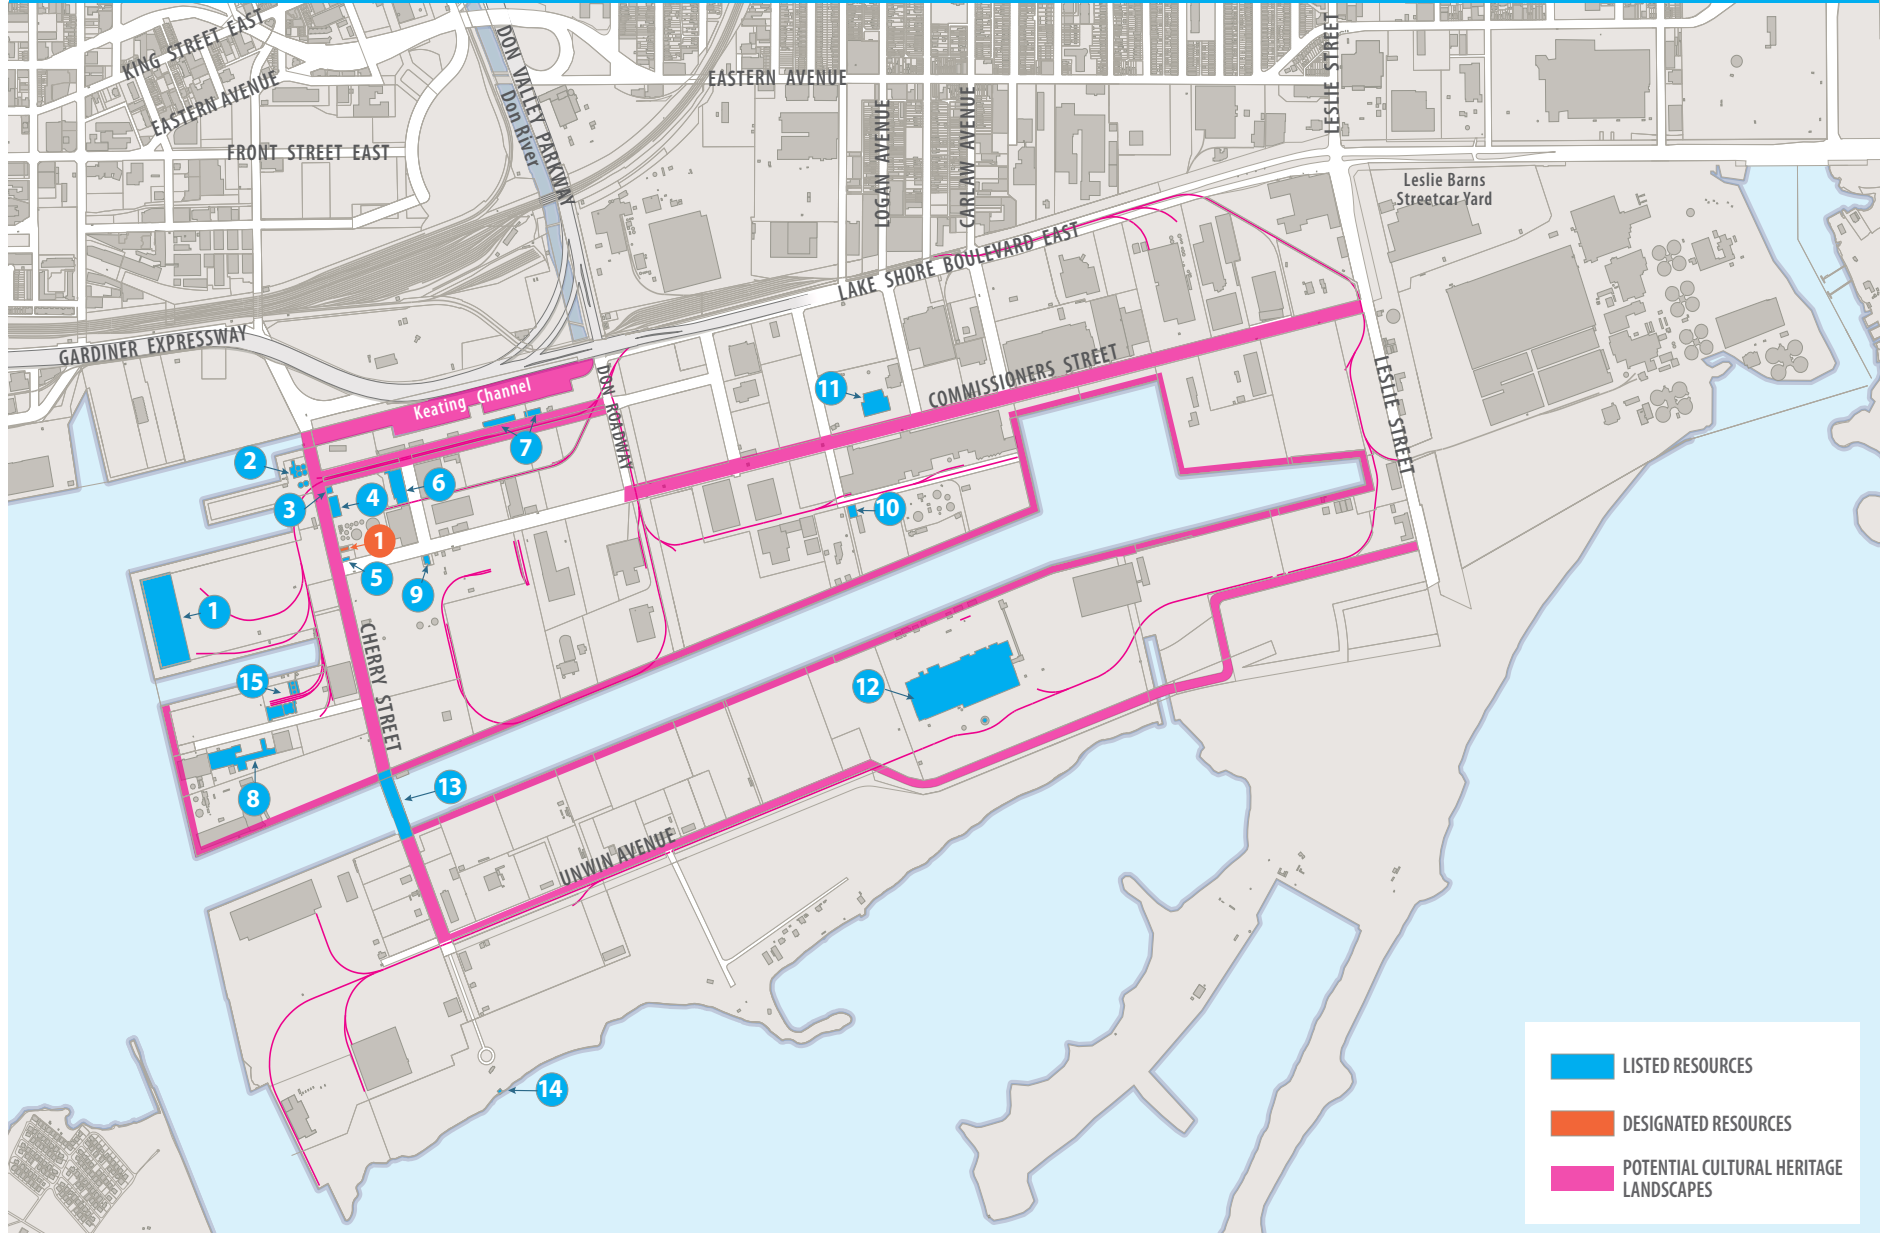 KING STREET EAST
EASTERN AVENUE
FRONT STREET EAST
DON VALLEY PARKWAY
Don River
EASTERN AVENUE
LOGAN AVENUE
CARLAW AVENUE
LESLIE STREET
Leslie Barns
Streetcar Yard
LAKE SHORE BOULEVARD EAST
GARDINER EXPRESSWAY
Keating Channel
DON ROADWAY
COMMISSIONERS STREET
LESLIE STREET
11
7
2
6
3
4
10
1
5
9
1
CHERRY STREET
15
12
13
8
UNWIN AVENUE
14
LISTED RESOURCES
DESIGNATED RESOURCES
POTENTIAL CULTURAL HERITAGE
LANDSCAPES